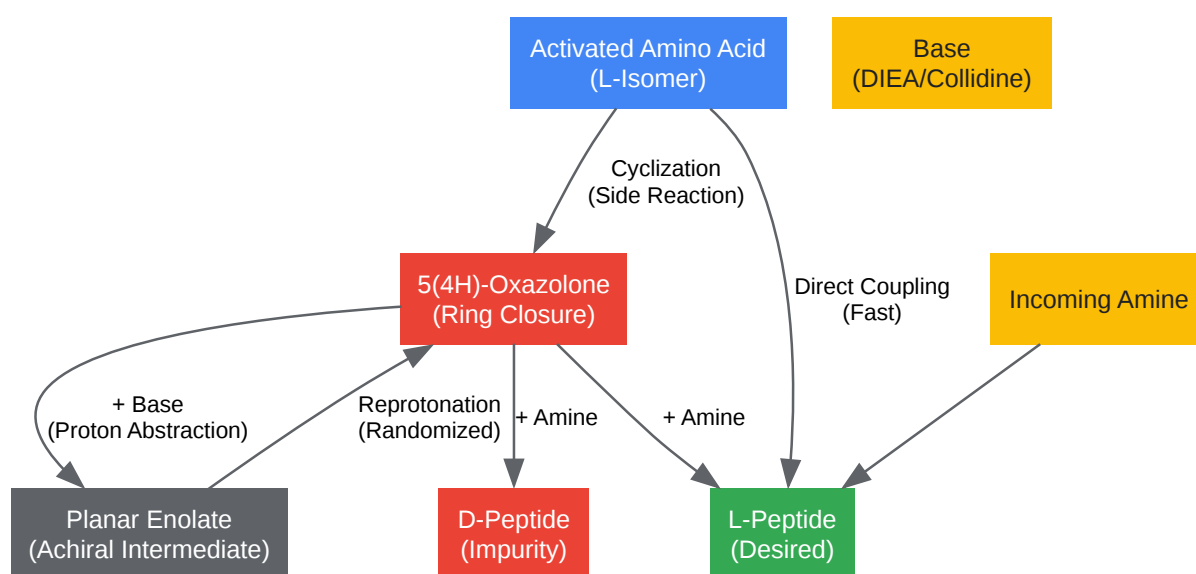 Activated Amino Acid
(L-Isomer)
Base
(DIEA/Collidine)
Cyclization
(Side Reaction)
5(4H)-Oxazolone
(Ring Closure)
Direct Coupling
(Fast)
Incoming Amine
+ Base
(Proton Abstraction)
Reprotonation
(Randomized)
+ Amine
+ Amine
Planar Enolate
(Achiral Intermediate)
D-Peptide
(Impurity)
L-Peptide
(Desired)